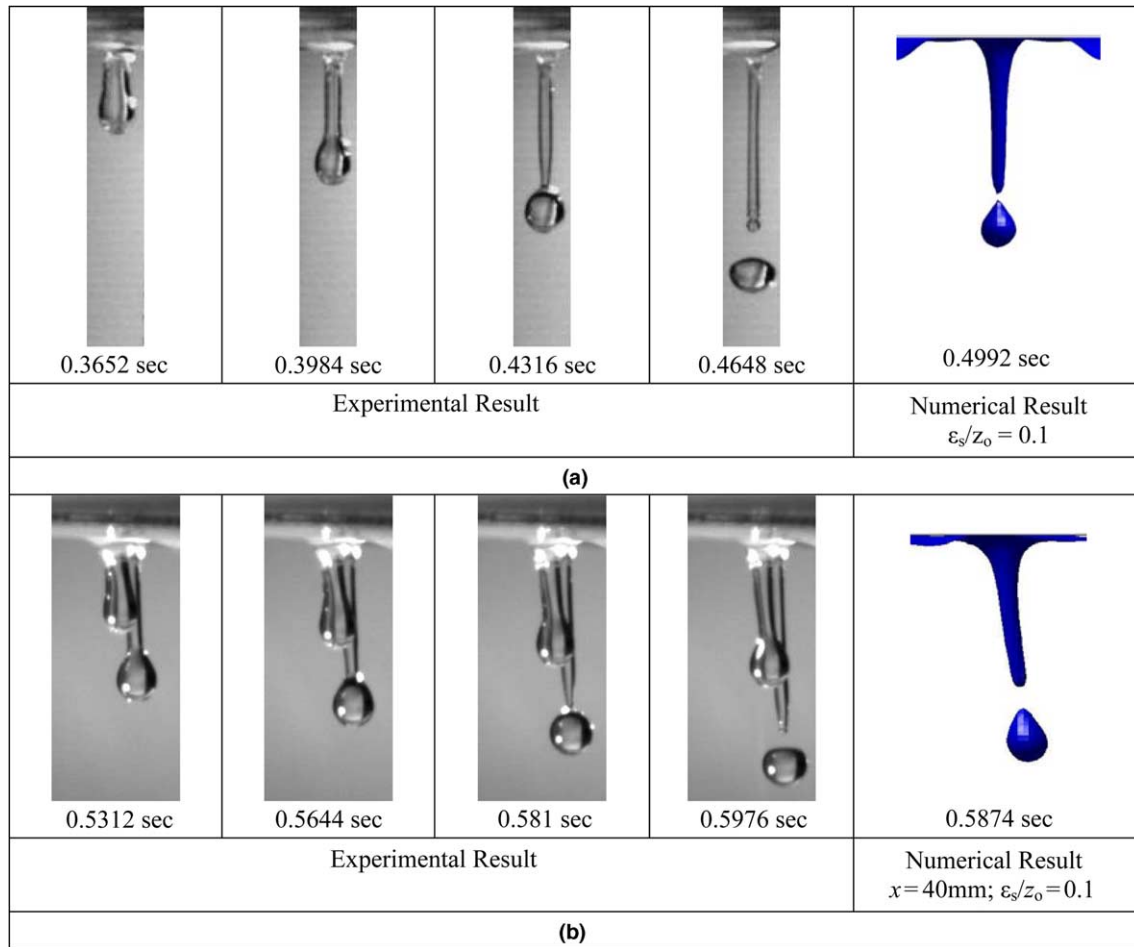 0.3652 sec
0.3984 sec
0.4316 sec
0.4648 sec
0.4992 sec
Experimental Result
Numerical Result
εs/zo = 0.1
(a)
0.5312 sec
0.5644 sec
0.581 sec
0.5976 sec
0.5874 sec
Experimental Result
Numerical Result
x = 40mm; εs/zo = 0.1
(b)